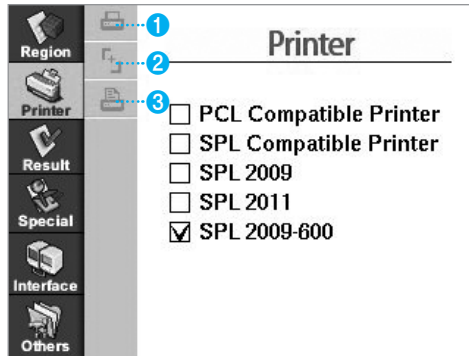 Region
Printer
Result
Special
Interface
Others
1
2
3
Printer
PCL Compatible Printer
SPL Compatible Printer
SPL 2009
SPL 2011
SPL 2009-600